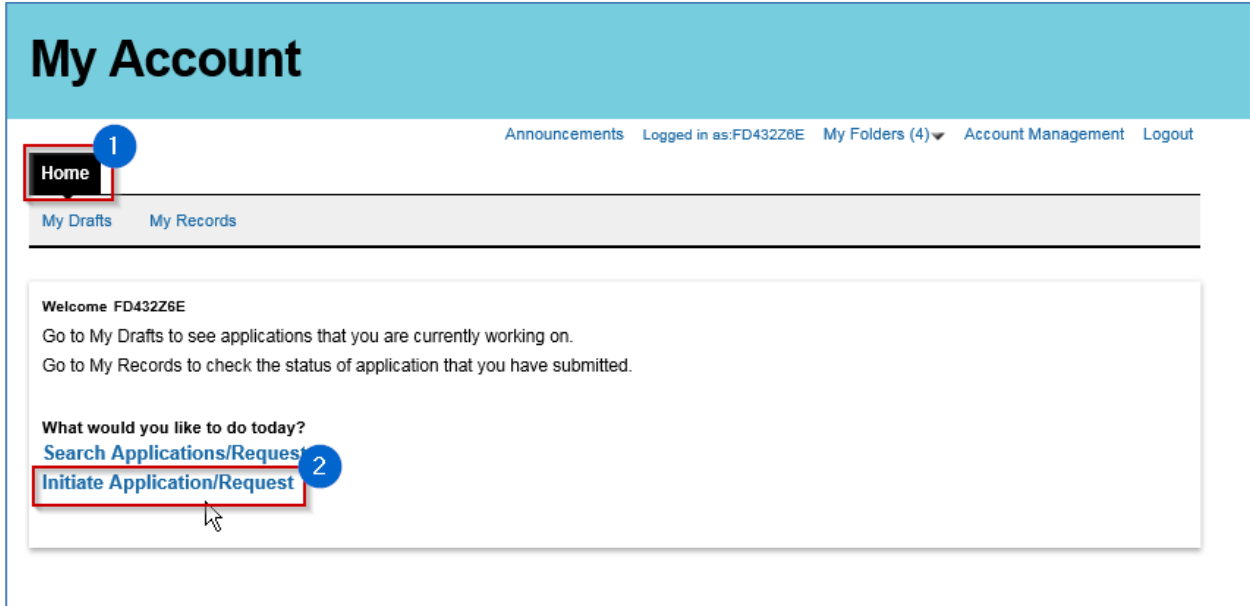 My Account
Announcements Logged in as:FD432Z6E My Folders (4) Account Management Logout
1
Home
My Drafts My Records
Welcome FD432Z6E
Go to My Drafts to see applications that you are currently working on.
Go to My Records to check the status of application that you have submitted.
What would you like to do today?
Search Applications/Request
2
Initiate Application/Request